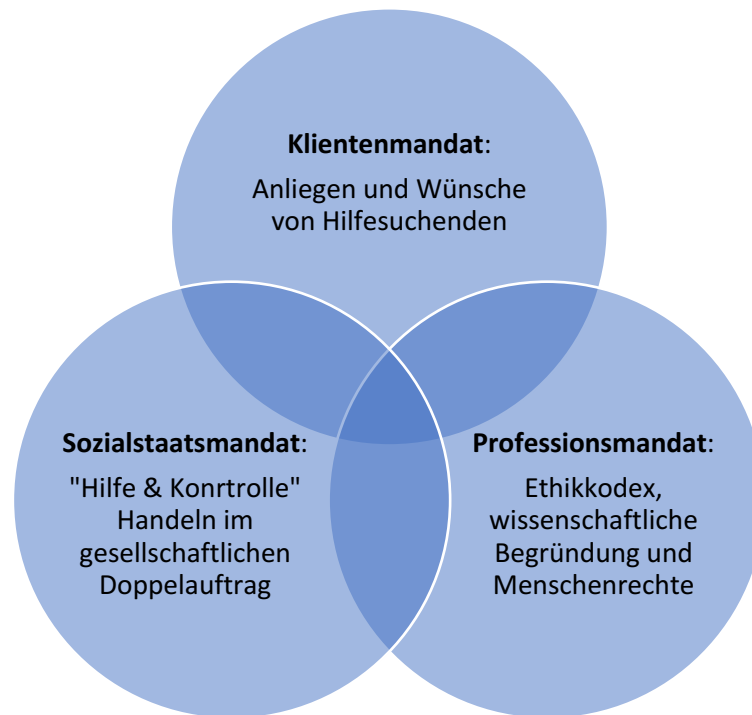 Klientenmandat:
Anliegen und Wünsche
von Hilfesuchenden
Sozialstaatsmandat:
"Hilfe & Konrtrolle"
Handeln im
gesellschaftlichen
Doppelauftrag
Professionsmandat:
Ethikkodex,
wissenschaftliche
Begründung und
Menschenrechte